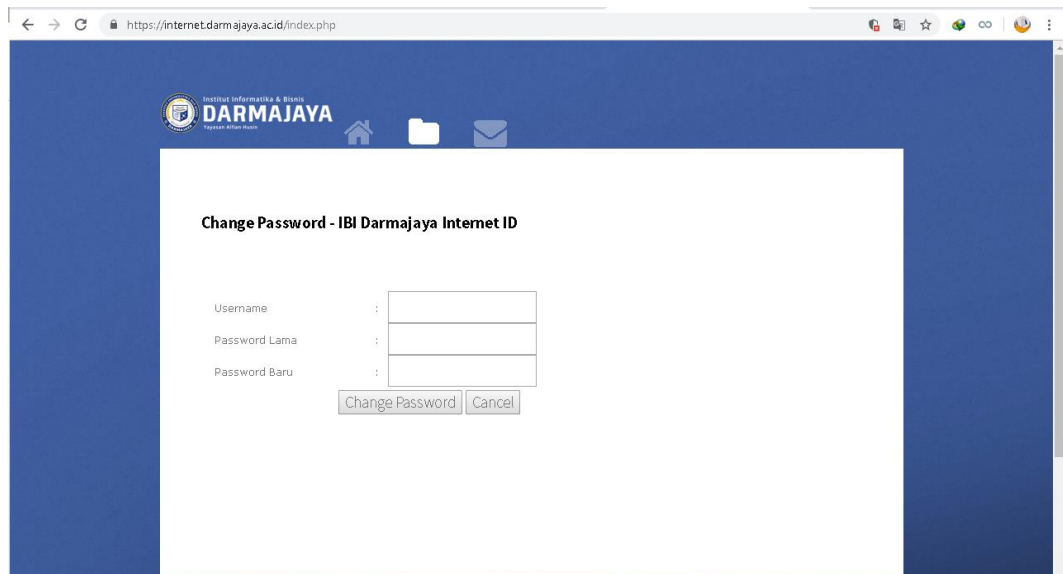 https://internet.darmajaya.ac.id/index.php
Institut Informatika & Bisnis
DARMAJAYA
Yayasan Alfian Husin
Change Password - IBI Darmajaya Internet ID
Username :
Password Lama :
Password Baru :
Change Password Cancel